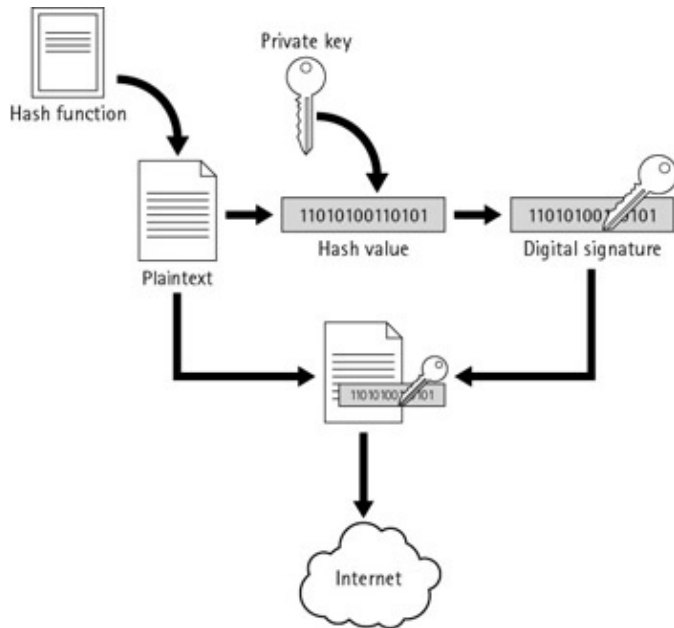 Private key
Hash function
11010100110101
Hash value
Digital signature
Plaintext
Internet